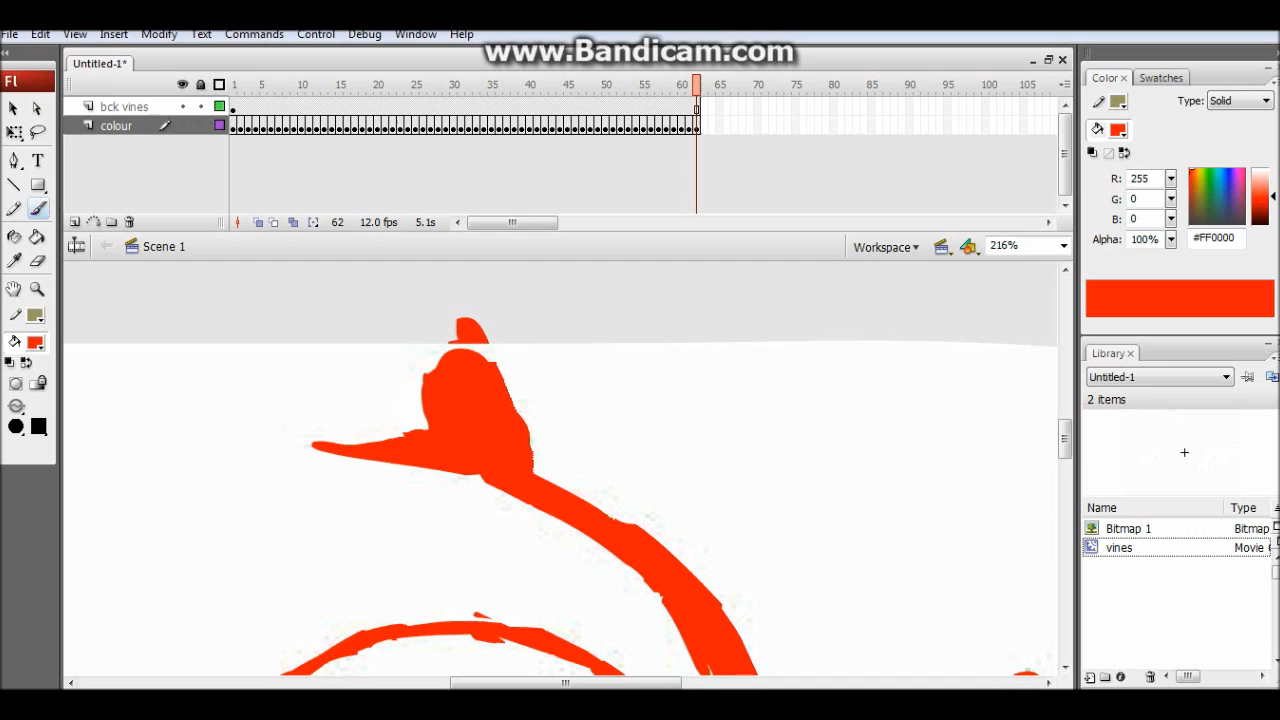 www.Bandicam.com
File Edit View Insert Modify Text Commands Control Debug Window Help
Fl
Untitled-1*
1 5 10 15 20 25 30 35 40 45 50 55 60 65 70 75 80 85 90 95 100 105
bck vines
colour
62 12.0 fps 5.1s
Scene 1 Workspace 216%
Color Swatches
Type: Solid
R: 255
G: 0
B: 0 #FF0000
Alpha: 100%
Library
Untitled-1
2 items
Name Type
Bitmap 1 Bitmap
vines Movie